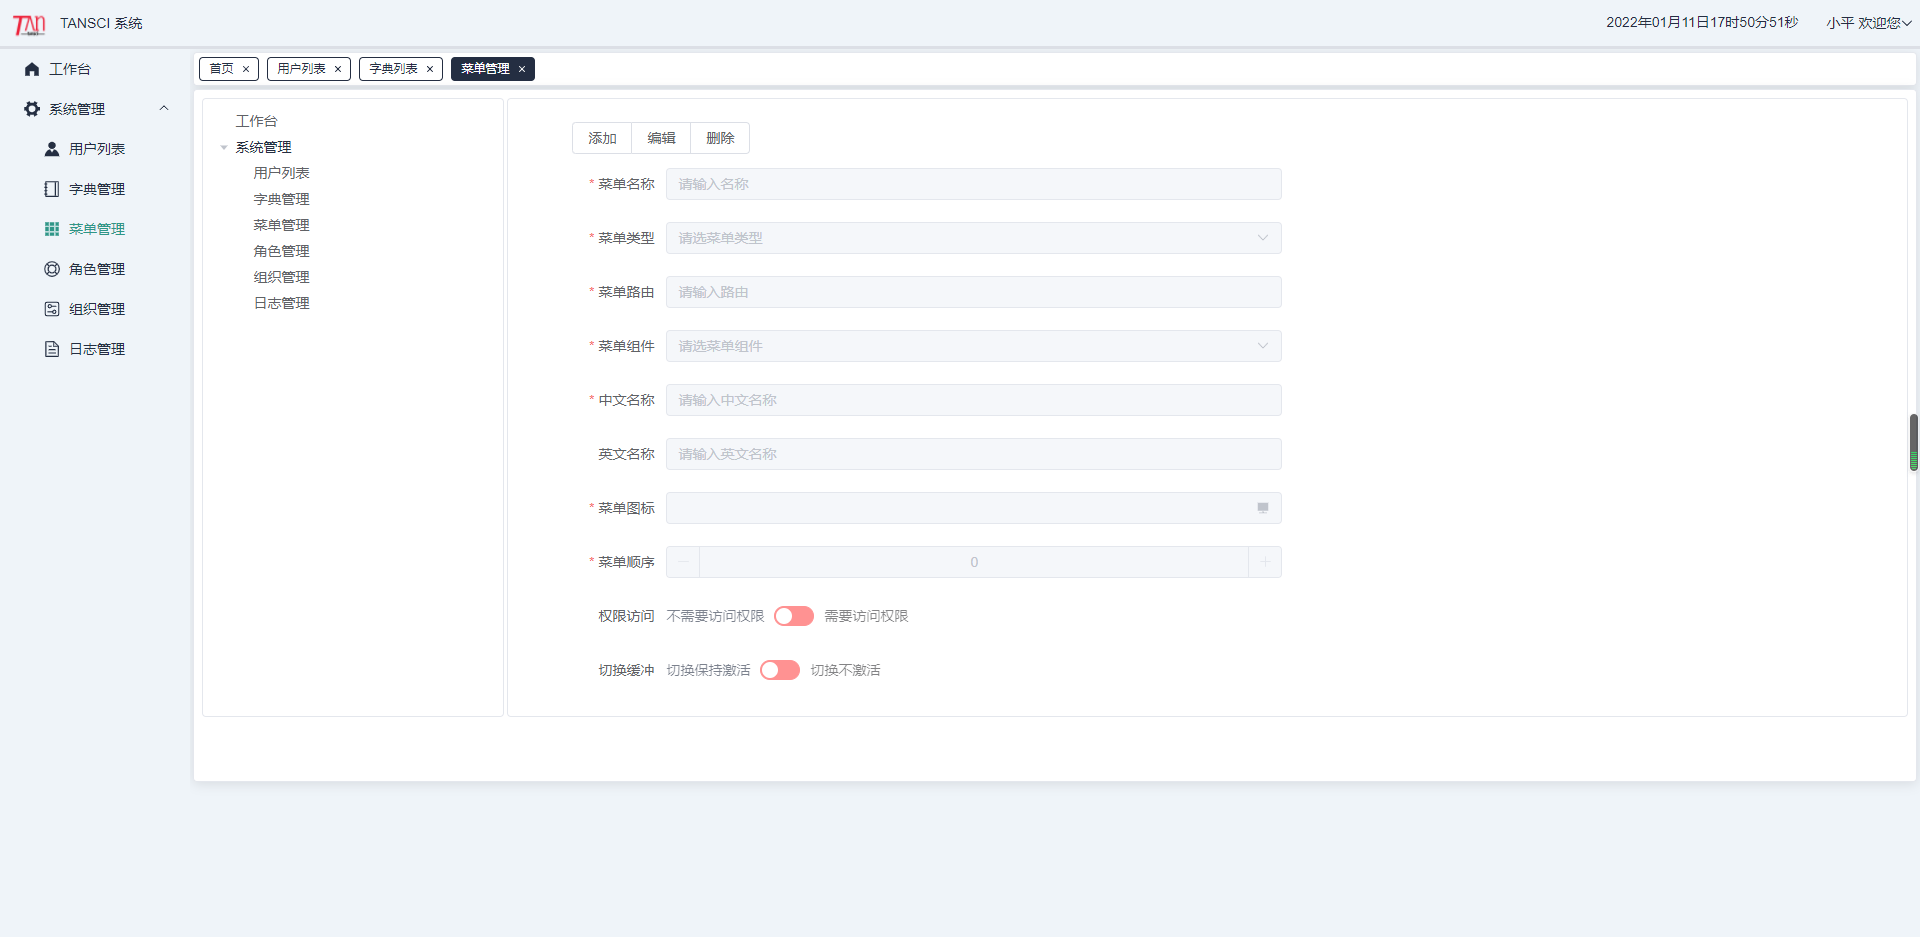 TAN TANSCI 系统
2022年01月11日17时50分51秒 小平 欢迎您
工作台
系统管理
用户列表
字典管理
菜单管理
角色管理
组织管理
日志管理
首页 × 用户列表 × 字典列表 × 菜单管理 ×
工作台
系统管理
用户列表
字典管理
菜单管理
角色管理
组织管理
日志管理
添加 编辑 删除
* 菜单名称 请输入名称
* 菜单类型 请选菜单类型
* 菜单路由 请输入路由
* 菜单组件 请选菜单组件
* 中文名称 请输入中文名称
英文名称 请输入英文名称
* 菜单图标
* 菜单顺序 0
权限访问 不需要访问权限 需要访问权限
切换缓冲 切换保持激活 切换不激活